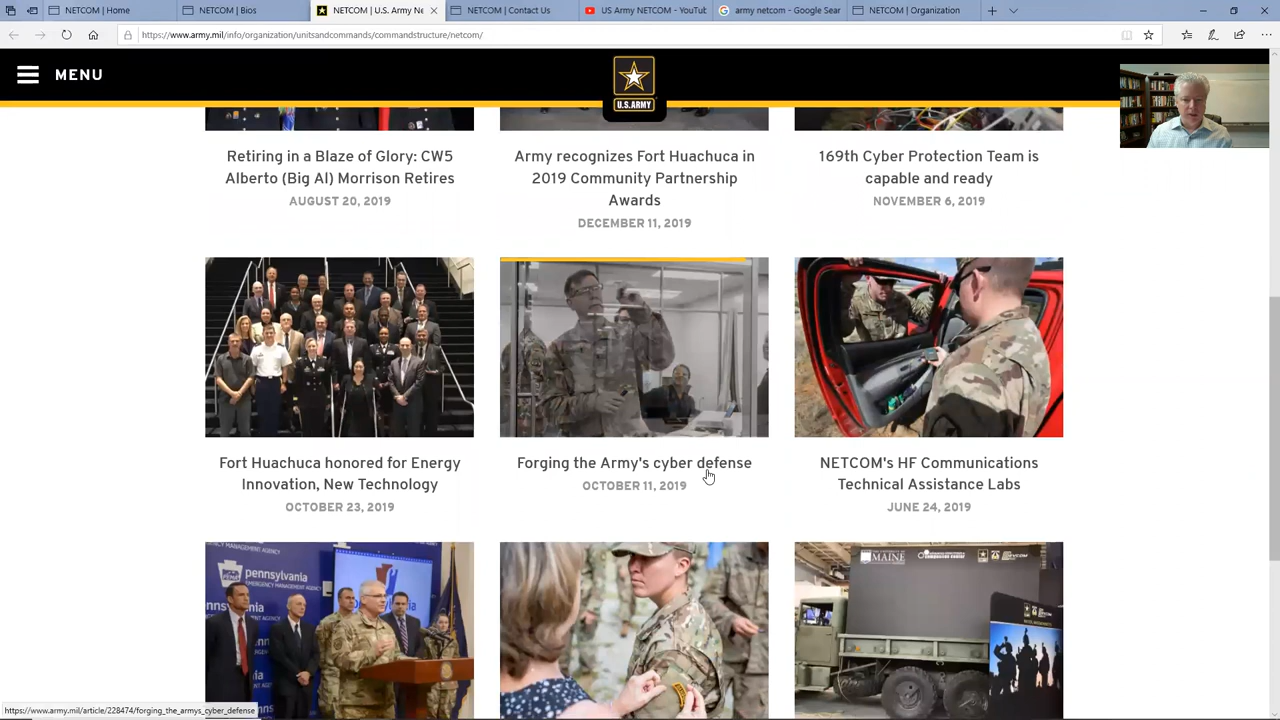 NETCOM | Home
NETCOM | Bios
NETCOM | U.S. Army Ne
NETCOM | Contact Us
US Army NETCOM - YouTub
army netcom - Google Sear
NETCOM | Organization
https://www.army.mil/info/organization/unitsandcommands/commandstructure/netcom/
MENU
U.S.ARMY
Retiring in a Blaze of Glory: CW5
Alberto (Big Al) Morrison Retires
AUGUST 20, 2019
Army recognizes Fort Huachuca in
2019 Community Partnership
Awards
DECEMBER 11, 2019
169th Cyber Protection Team is
capable and ready
NOVEMBER 6, 2019
Fort Huachuca honored for Energy
Innovation, New Technology
OCTOBER 23, 2019
Forging the Army's cyber defense
OCTOBER 11, 2019
NETCOM's HF Communications
Technical Assistance Labs
JUNE 24, 2019
pennsylvania
MAINE
https://www.army.mil/article/228474/forging_the_armys_cyber_defense